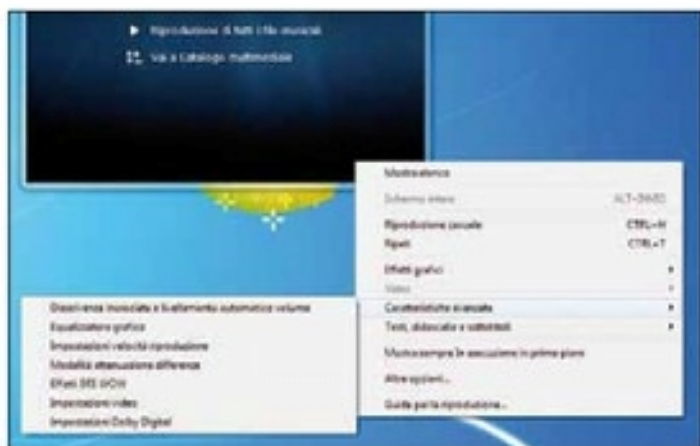 Riproduzione di tutti i file musicali
Vai a Catalogo multimediale
Mostra elenco
Schermo intero ALT+INVIO
Riproduzione casuale CTRL+H
Ripeti CTRL+T
Effetti grafici
Video
Caratteristiche avanzate
Testi, didascalie e sottotitoli
Mostra sempre In esecuzione in primo piano
Altre opzioni...
Guida per la riproduzione...
Dissolvenza incrociata e livellamento automatico volume
Equalizzatore grafico
Impostazioni velocità riproduzione
Modalità attenuazione differenze
Effetti SRS WOW
Impostazioni video
Impostazioni Dolby Digital